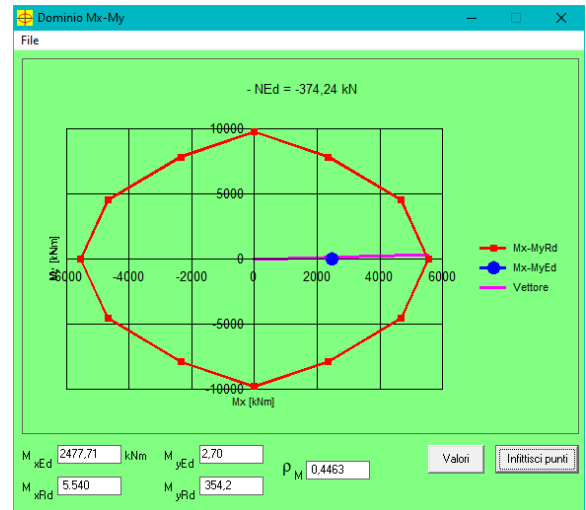 Dominio Mx-My
File
- NEd = -374,24 kN
10000
5000
0
-6000 -4000 -2000 0 2000 4000 6000
-5000
-10000
My [kNm]
Mx [kNm]
Mx-MyRd
Mx-MyEd
Vettore
M xEd 2477,71 kNm M yEd 2,70
M xRd 5.540 M yRd 354,2
ρ M 0,4463
Valori Infittisci punti